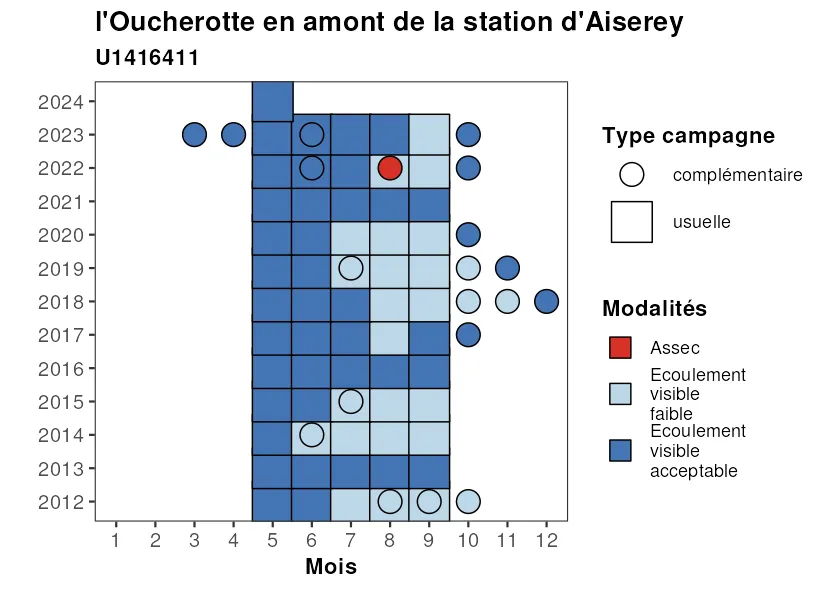 l'Oucherotte en amont de la station d'Aiserey
U1416411
2024
2023
2022
2021
2020
2019
2018
2017
2016
2015
2014
2013
2012
1 2 3 4 5 6 7 8 9 10 11 12
Mois
Type campagne
complémentaire
usuelle
Modalités
Assec
Ecoulement
visible
faible
Ecoulement
visible
acceptable